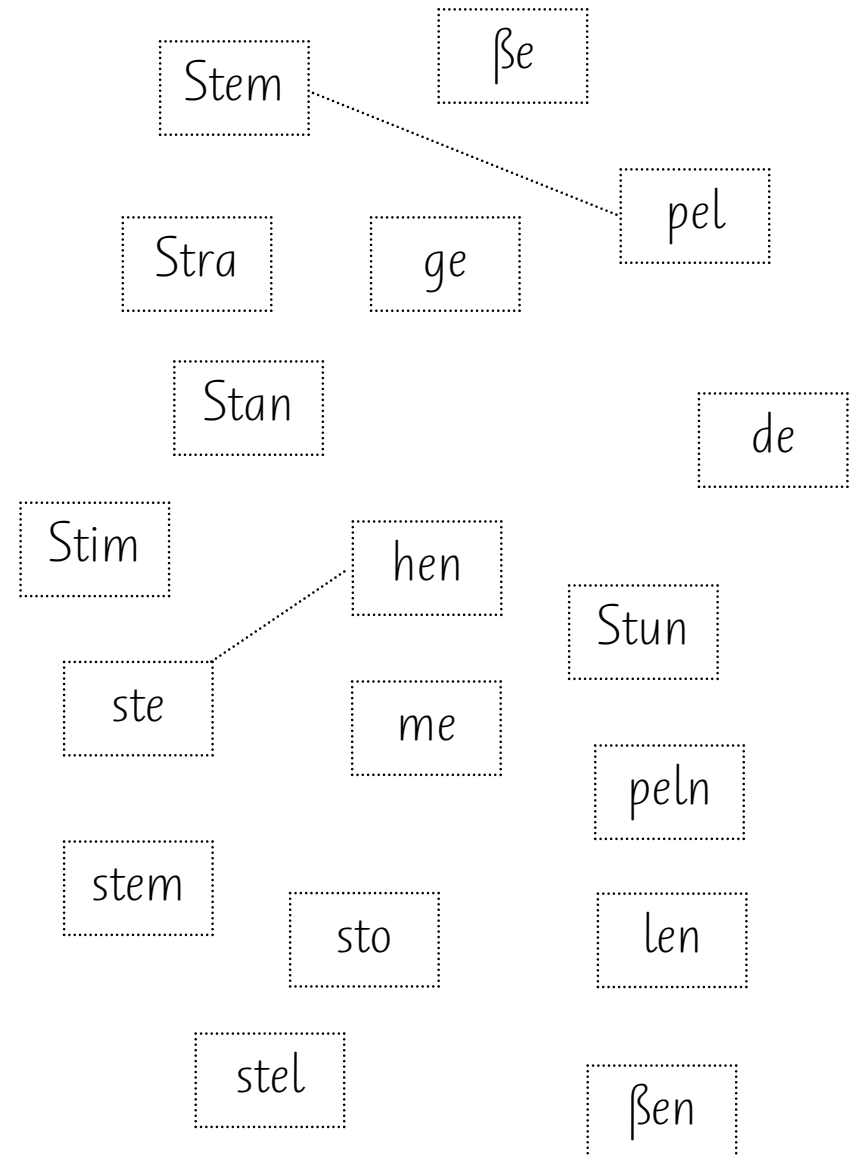 ße
Stem
pel
Stra
ge
Stan
de
Stim
hen
Stun
ste
me
peln
stem
sto
len
stel
ßen